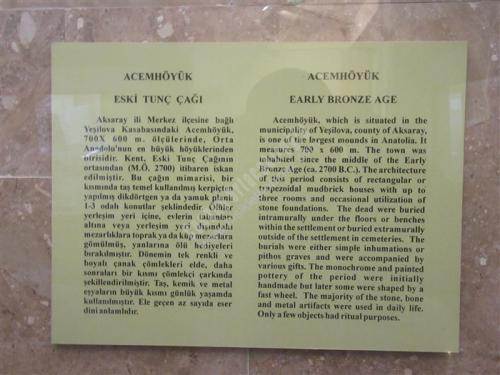 ACEMHÖYÜK
ESKİ TUNÇ ÇAĞI
Aksaray ili Merkez ilçesine bağlı
Yeşilova Kasabasındaki Acemhöyük,
700X 600 m. ölçülerinde, Orta
Anadolu'nun en büyük höyüklerinden
birisidir. Kent, Eski Tunç Çağının
ortasından (M.Ö. 2700) itibaren iskan
edilmiştir. Bu çağın mimarisi, bir
kısmında taş temel kullanılmış kerpiçten
yapılmış dikdörtgen ya da yamuk planlı
1-3 odalı konutlar şeklindedir. Ölüler
yerleşim yeri içine, evlerin tabanları
altına veya yerleşim yeri dışındaki
mezarlıklara toprak ya da küp mezarlara
gömülmüş, yanlarına ölü hediyeleri
bırakılmıştır. Dönemin tek renkli ve
boyalı çanak çömlekleri elde, daha
sonraları bir kısmı çömlekçi çarkında
şekillendirilmiştir. Taş, kemik ve metal
eşyaların büyük kısmı günlük yaşamda
kullanılmıştır. Ele geçen az sayıda eser
dini anlamlıdır.
ACEMHÖYÜK
EARLY BRONZE AGE
Acemhöyük, which is situated in the
municipality of Yeşilova, county of Aksaray,
is one of the largest mounds in Anatolia. It
measures 700 x 600 m. The town was
inhabited since the middle of the Early
Bronze Age (ca. 2700 B.C.). The architecture
of this period consists of rectangular or
trapezoidal mudbrick houses with up to
three rooms and occasional utilization of
stone foundations. The dead were buried
intramurally under the floors or benches
within the settlement or buried extramurally
outside of the settlement in cemeteries. The
burials were either simple inhumations or
pithos graves and were accompanied by
various gifts. The monochrome and painted
pottery of the period were initially
handmade but later some were shaped by a
fast wheel. The majority of the stone, bone
and metal artifacts were used in daily life.
Only a few objects had ritual purposes.